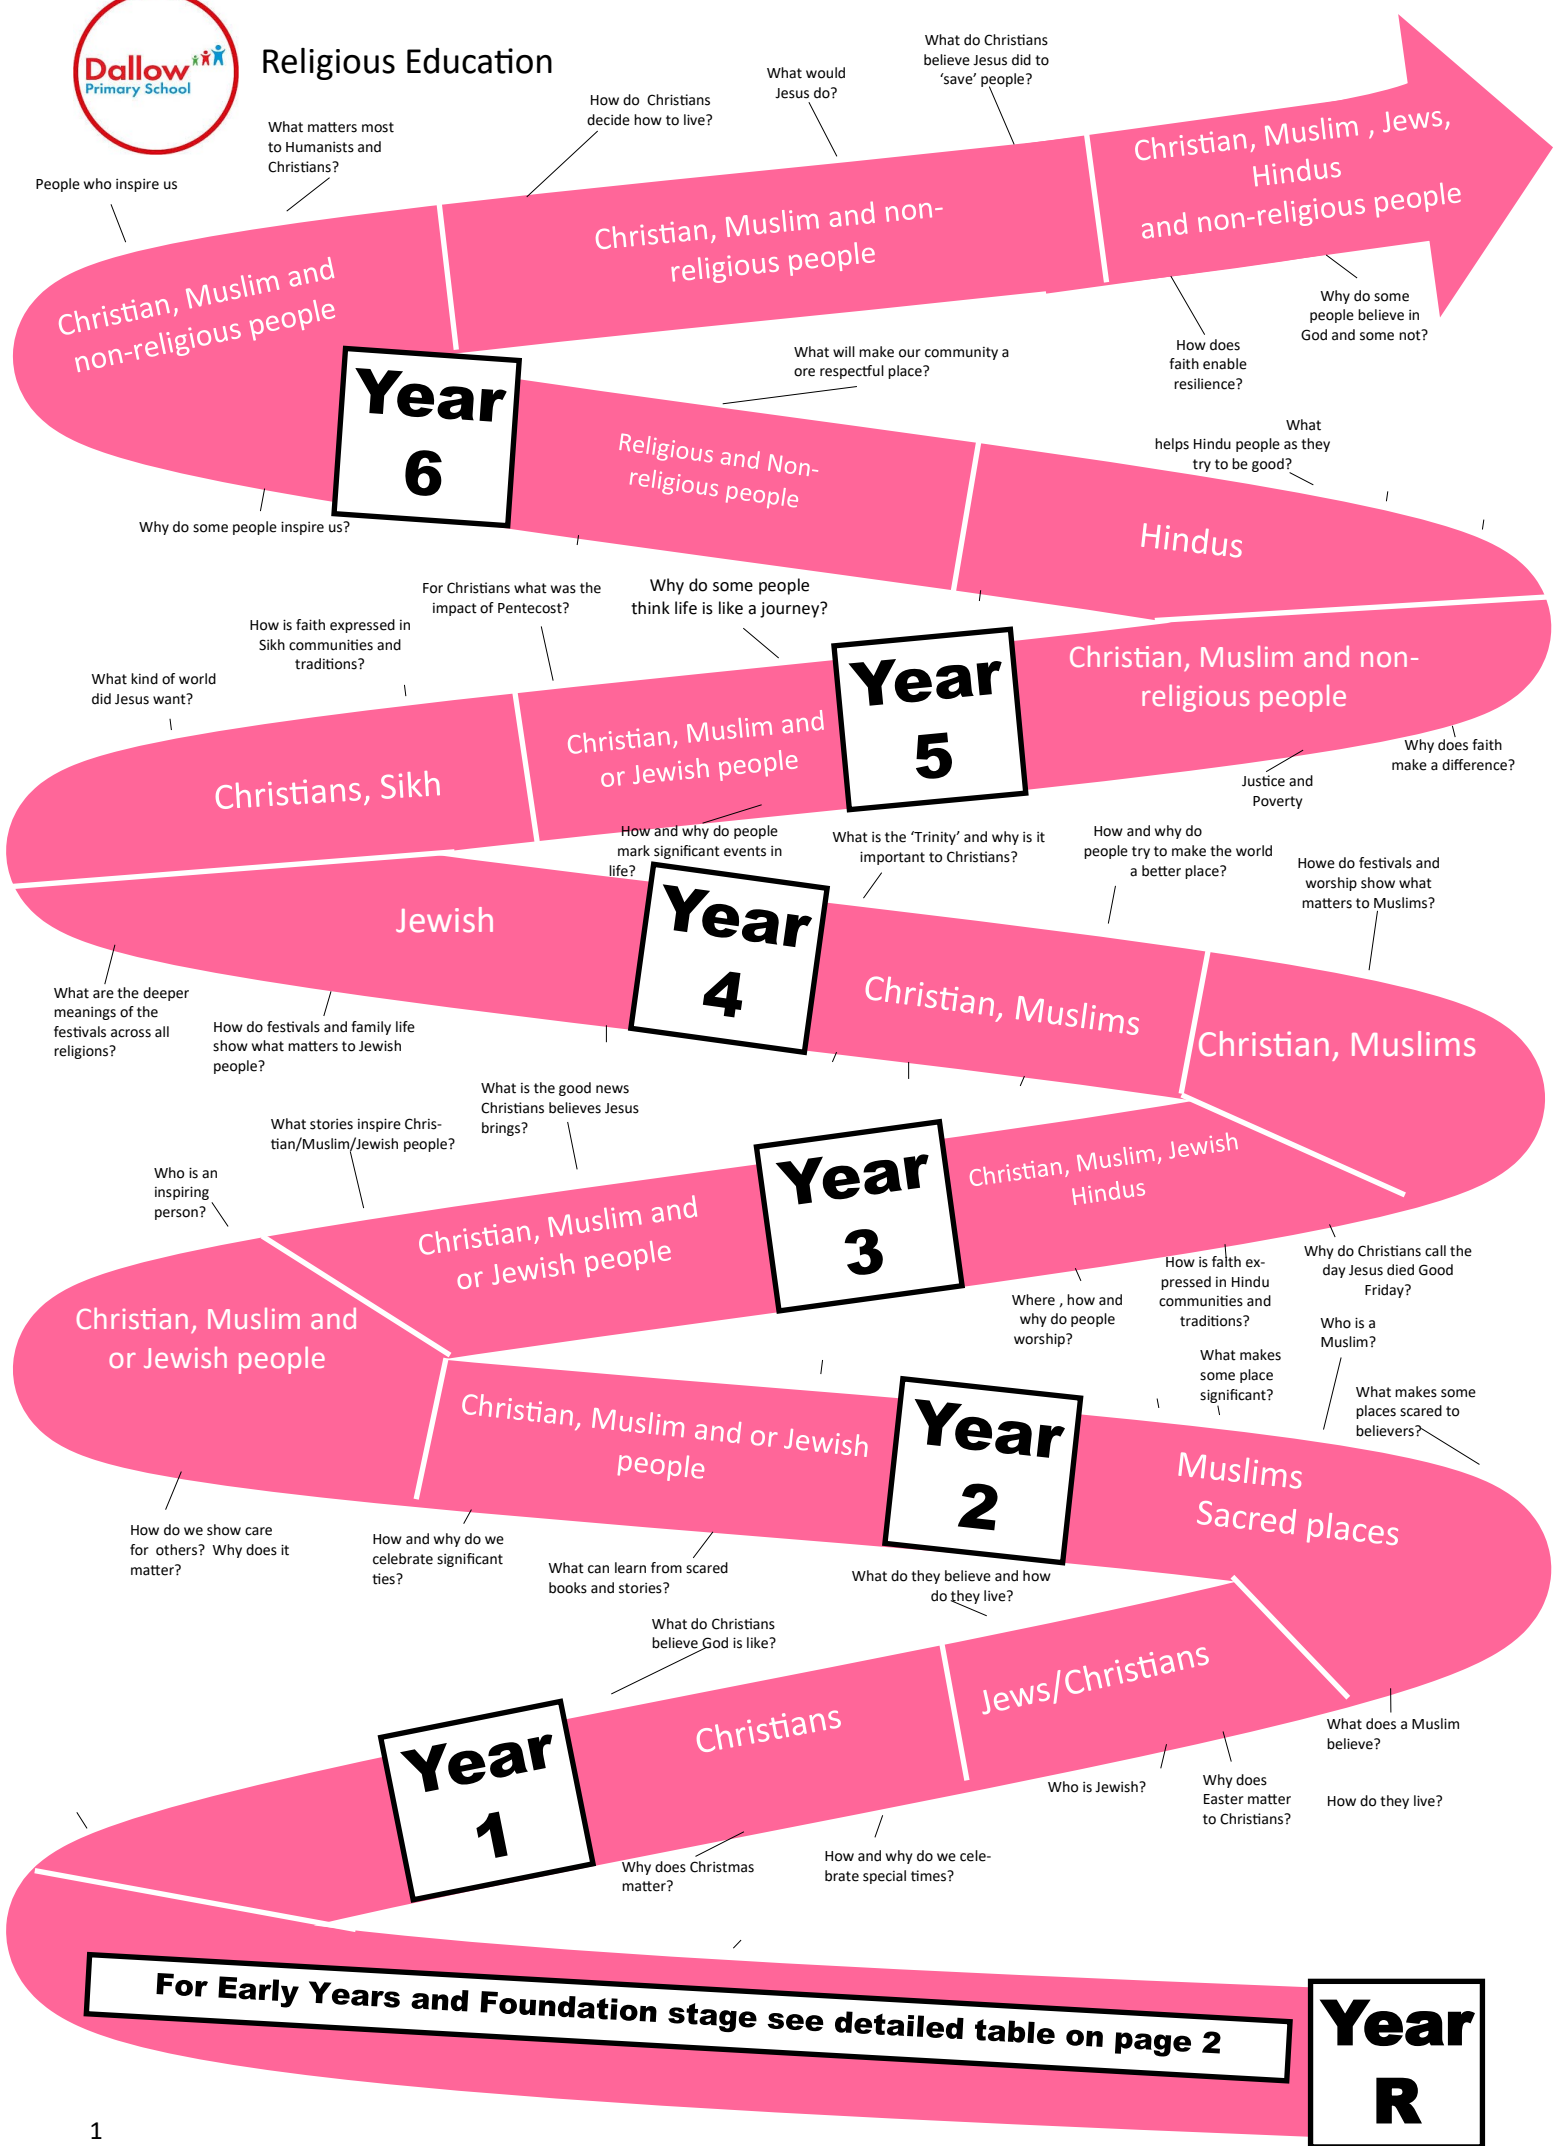 Dallow
Primary School
Religious Education
What do Christians
believe Jesus did to
‘save’ people?
What would
Jesus do?
How do  Christians
decide how to live?
What matters most
to Humanists and
Christians?
People who inspire us
Christian, Muslim , Jews,
Hindus
and non-religious people
Christian, Muslim and non-
religious people
Christian, Muslim and
non-religious people
Why do some
people believe in
God and some not?
How does
faith enable
resilience?
What will make our community a
ore respectful place?
Year
6
What
helps Hindu people as they
try to be good?
Religious and Non-
religious people
Hindus
Why do some people inspire us?
For Christians what was the
impact of Pentecost?
Why do some people
think life is like a journey?
How is faith expressed in
Sikh communities and
traditions?
What kind of world
did Jesus want?
Year
5
Christian, Muslim and non-
religious people
Christian, Muslim and
or Jewish people
Christians, Sikh
Why does faith
make a difference?
Justice and
Poverty
How and why do people
mark significant events in
life?
What is the ‘Trinity’ and why is it
important to Christians?
How and why do
people try to make the world
a better place?
Howe do festivals and
worship show what
matters to Muslims?
Year
4
Jewish
Christian, Muslims
Christian, Muslims
What are the deeper
meanings of the
festivals across all
religions?
How do festivals and family life
show what matters to Jewish
people?
What is the good news
Christians believes Jesus
brings?
What stories inspire Chris-
tian/Muslim/Jewish people?
Who is an
inspiring
person?
Year
3
Christian, Muslim, Jewish
Hindus
Christian, Muslim and
or Jewish people
Christian, Muslim and
or Jewish people
Where , how and
why do people
worship?
How is faith ex-
pressed in Hindu
communities and
traditions?
Why do Christians call the
day Jesus died Good
Friday?
Who is a
Muslim?
What makes
some place
significant?
What makes some
places scared to
believers?
Year
2
Christian, Muslim and or Jewish
people
Muslims
Sacred places
How do we show care
for  others?  Why does it
matter?
How and why do we
celebrate significant
ties?
What can learn from scared
books and stories?
What do they believe and how
do they live?
What do Christians
believe God is like?
Year
1
Christians
Jews/Christians
What does a Muslim
believe?
How do they live?
Who is Jewish?
Why does
Easter matter
to Christians?
How and why do we cele-
brate special times?
Why does Christmas
matter?
For Early Years and Foundation stage see detailed table on page 2
Year
R
1